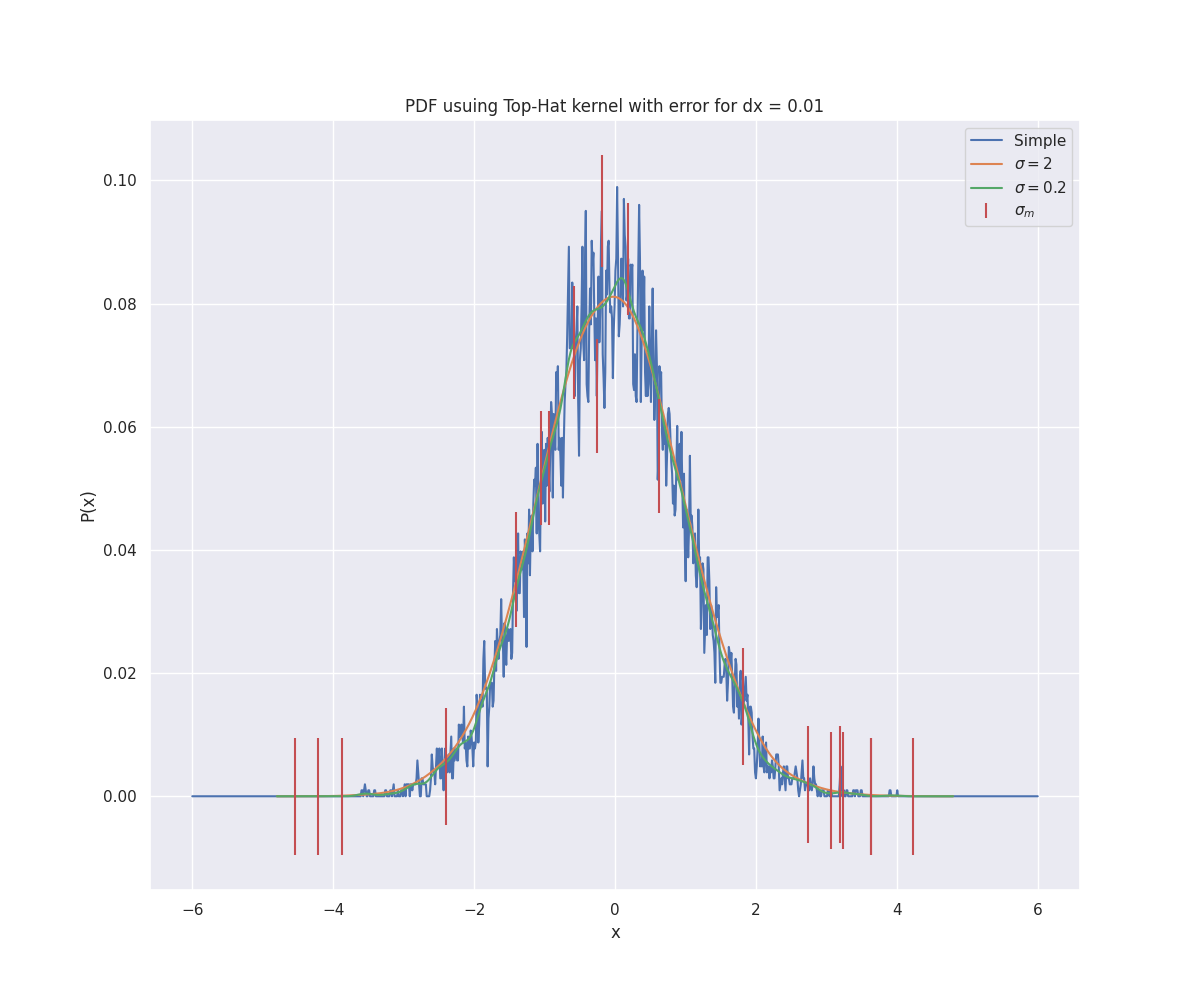 PDF usuing Top-Hat kernel with error for dx = 0.01
Simple
σ = 2
σ = 0.2
σₘ
P(x)
0.10
0.08
0.06
0.04
0.02
0.00
−6 −4 −2 0 2 4 6
x